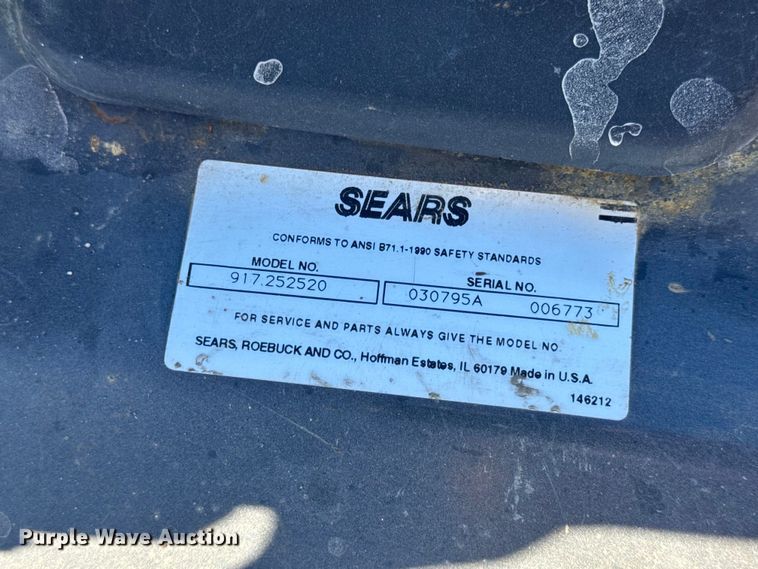 SEARS
CONFORMS TO ANSI B71.1-1990 SAFETY STANDARDS
MODEL NO.
917.252520
SERIAL NO.
030795A 006773
FOR SERVICE AND PARTS ALWAYS GIVE THE MODEL NO.
SEARS, ROEBUCK AND CO., Hoffman Estates, IL 60179 Made in U.S.A.
146212
Purple Wave Auction